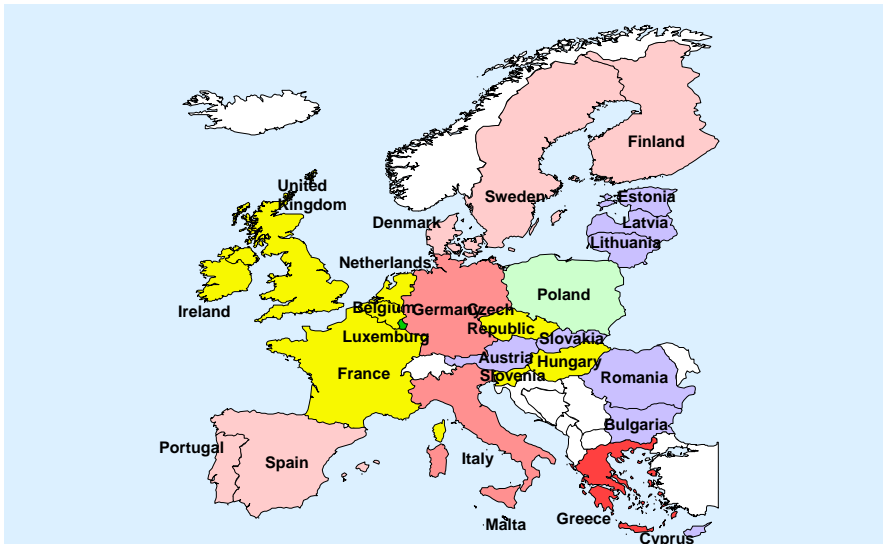 Finland
United
Kingdom
Sweden
Estonia
Denmark
Latvia
Lithuania
Netherlands
Poland
Ireland
Belgium
Germany
Czech
Republic
Luxemburg
Slovakia
Austria
Hungary
France
Slovenia
Romania
Bulgaria
Portugal
Spain
Italy
Malta
Greece
Cyprus